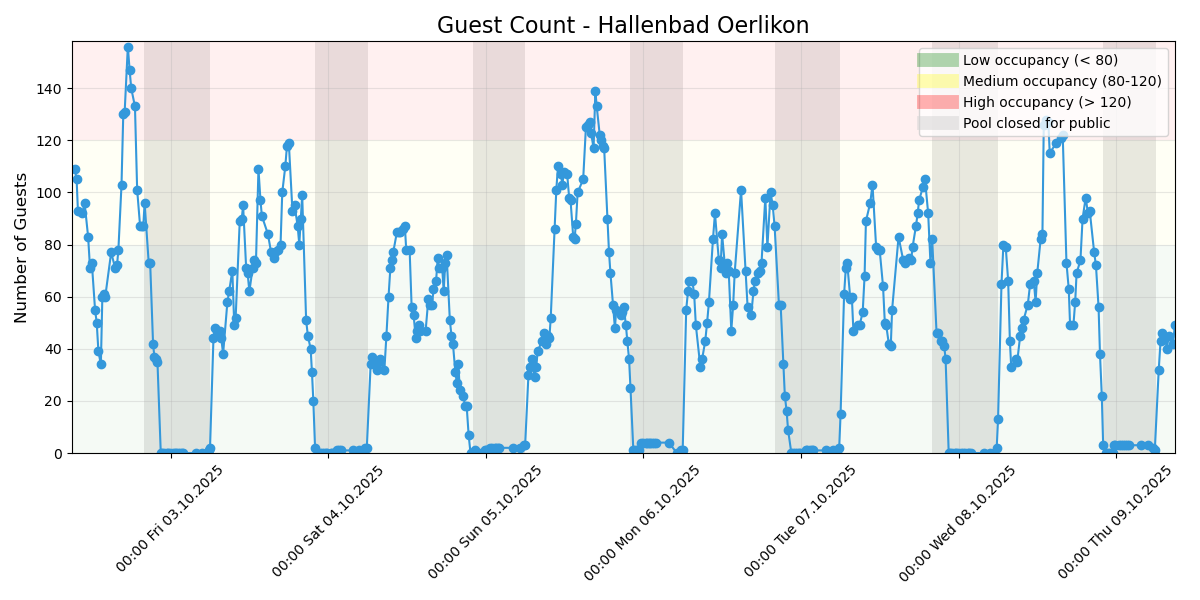 Guest Count - Hallenbad Oerlikon
Low occupancy (< 80)
Medium occupancy (80-120)
High occupancy (> 120)
Pool closed for public
Number of Guests
140
120
100
80
60
40
20
0
00:00 Fri 03.10.2025
00:00 Sat 04.10.2025
00:00 Sun 05.10.2025
00:00 Mon 06.10.2025
00:00 Tue 07.10.2025
00:00 Wed 08.10.2025
00:00 Thu 09.10.2025